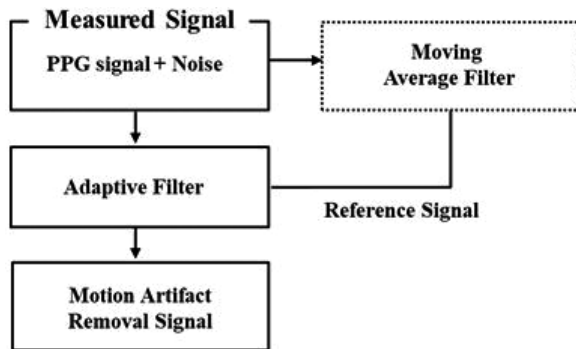 Measured Signal
PPG signal + Noise
Moving
Average Filter
Adaptive Filter
Reference Signal
Motion Artifact
Removal Signal